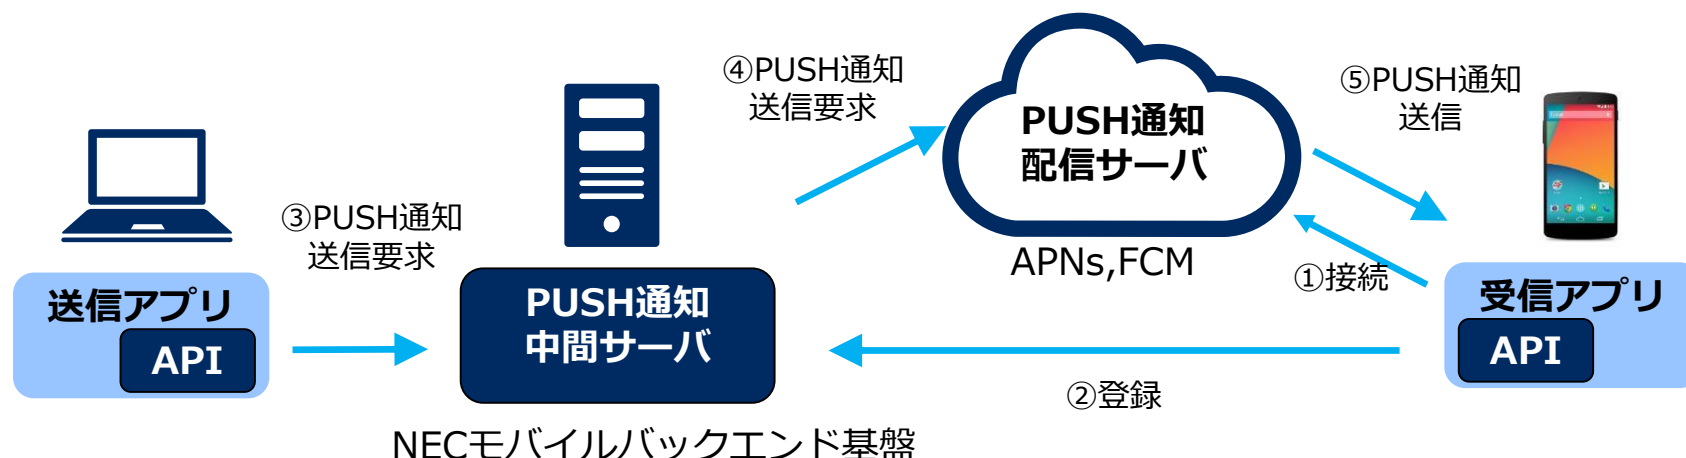 ④PUSH通知
送信要求
⑤PUSH通知
送信
PUSH通知
配信サーバ
③PUSH通知
送信要求
APNs,FCM
①接続
送信アプリ
API
PUSH通知
中間サーバ
受信アプリ
API
②登録
NECモバイルバックエンド基盤